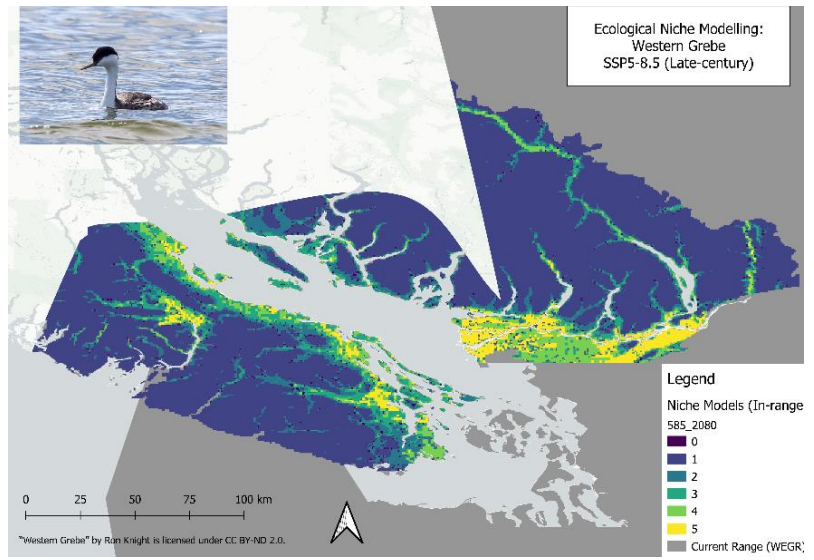 Ecological Niche Modelling:
Western Grebe
SSP5-8.5 (Late-century)
Legend
Niche Models (In-range
585_2080
0
1
2
3
4
5
Current Range (WEGR)
0 25 50 75 100 km
"Western Grebe" by Ron Knight is licensed under CC BY-ND 2.0.